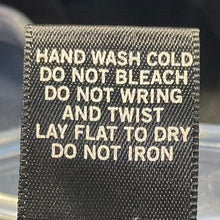 HAND WASH COLD
DO NOT BLEACH
DO NOT WRING
AND TWIST
LAY FLAT TO DRY
DO NOT IRON